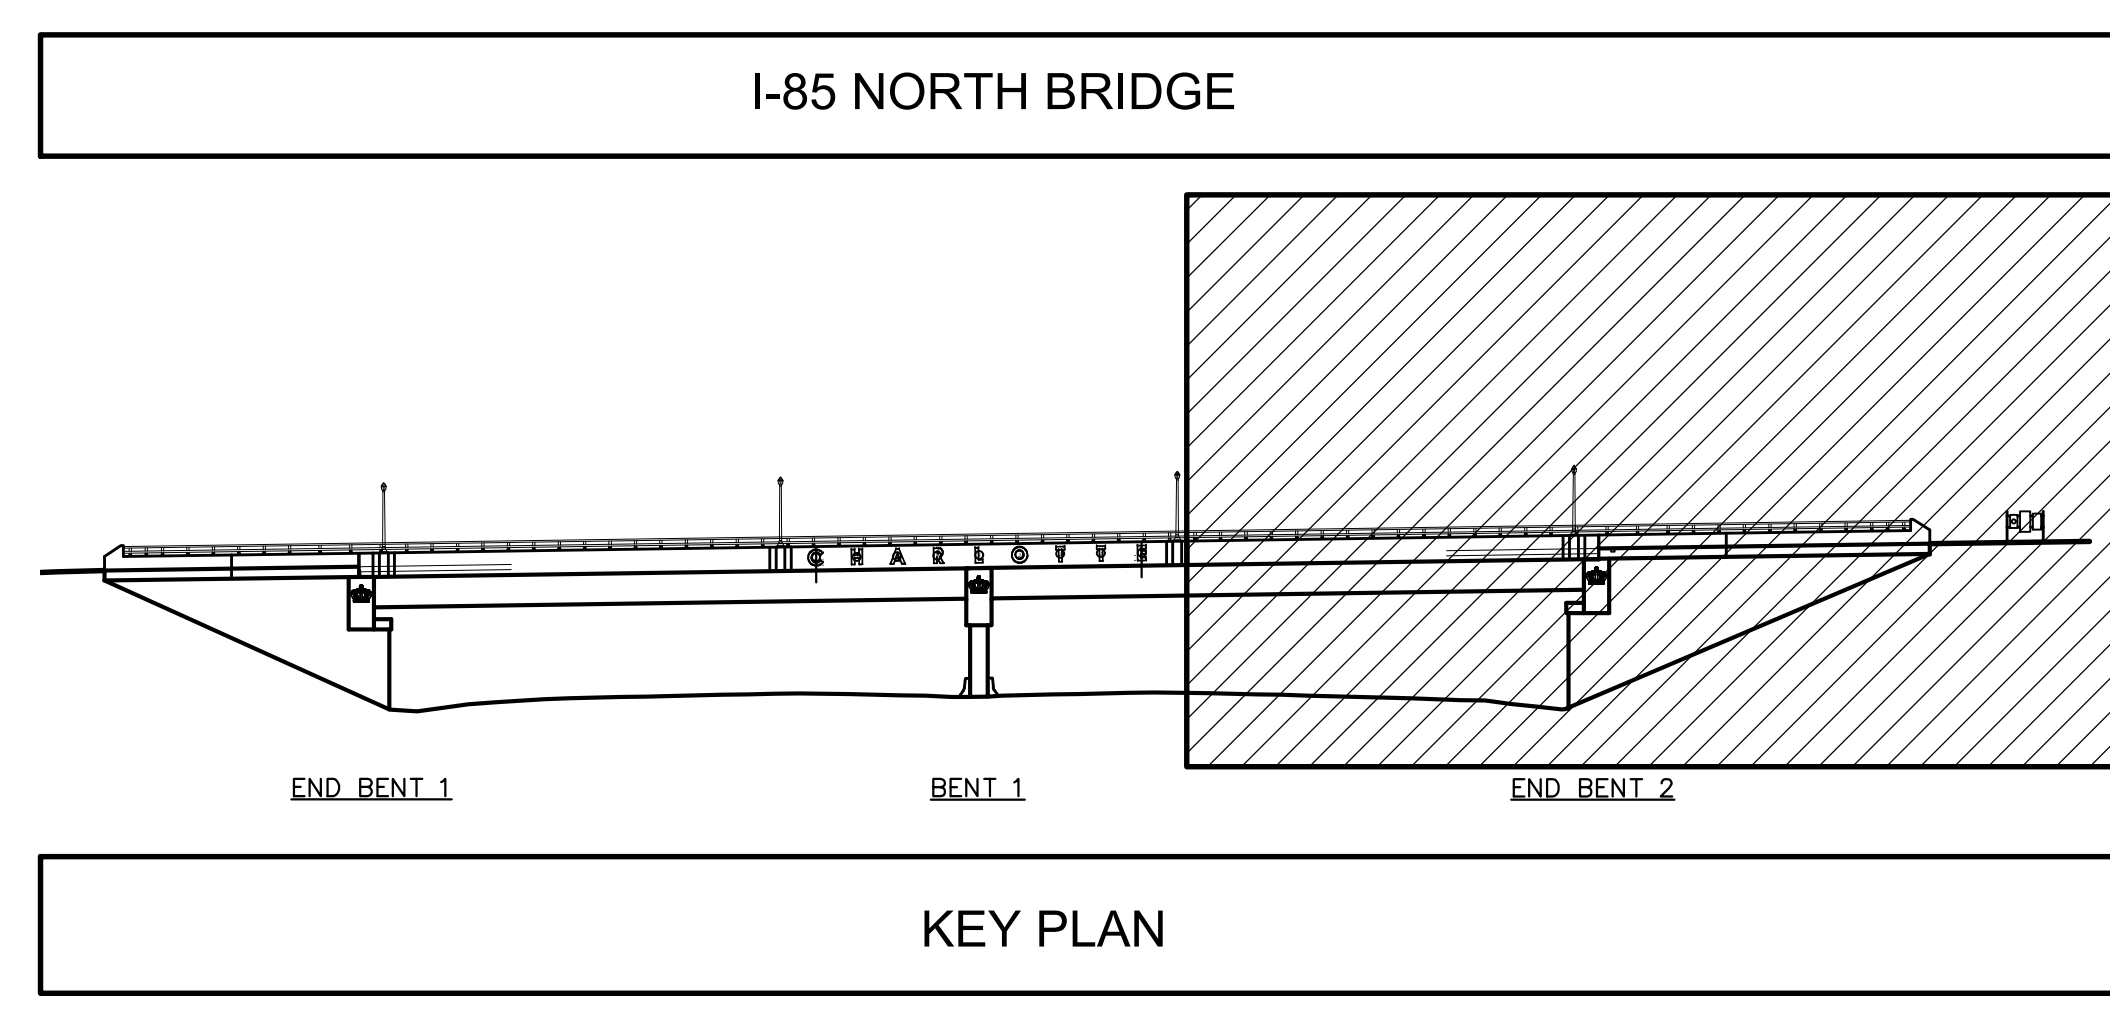 I-85 NORTH BRIDGE
CHARLOTTE
END BENT 1
BENT 1
END BENT 2
KEY PLAN